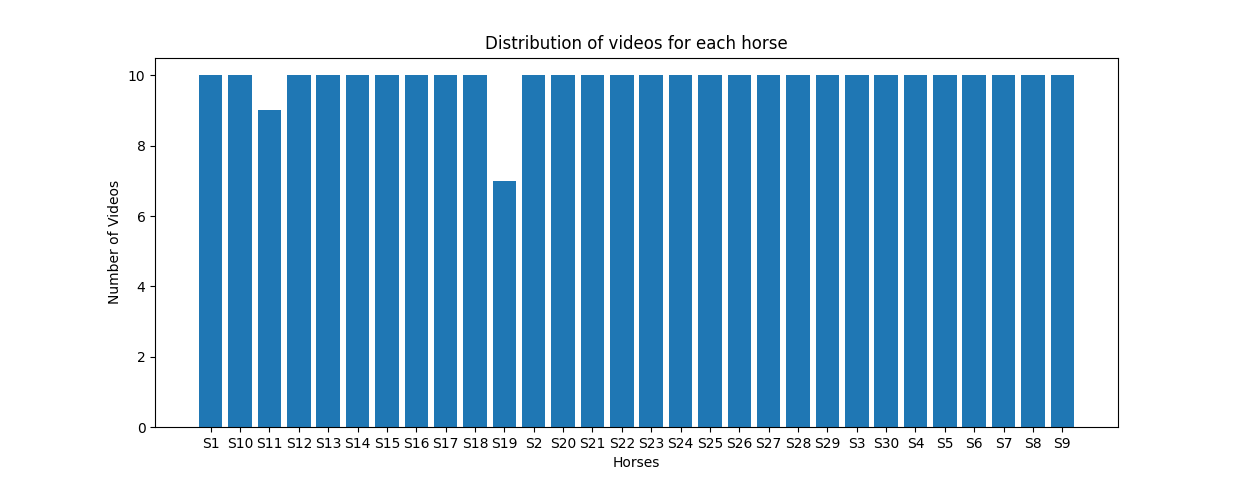 Distribution of videos for each horse
Number of Videos
10
8
6
4
2
0
S1 S10 S11 S12 S13 S14 S15 S16 S17 S18 S19 S2 S20 S21 S22 S23 S24 S25 S26 S27 S28 S29 S3 S30 S4 S5 S6 S7 S8 S9
Horses